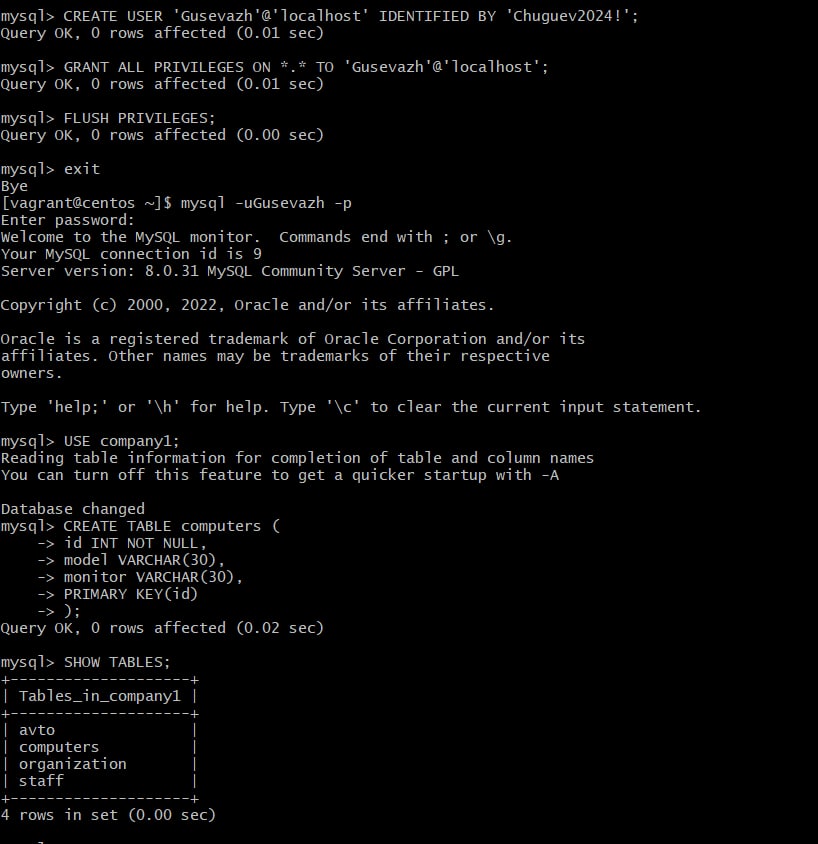 mysql> CREATE USER 'Gusevazh'@'localhost' IDENTIFIED BY 'Chuguev2024!';
Query OK, 0 rows affected (0.01 sec)
mysql> GRANT ALL PRIVILEGES ON *.* TO 'Gusevazh'@'localhost';
Query OK, 0 rows affected (0.01 sec)
mysql> FLUSH PRIVILEGES;
Query OK, 0 rows affected (0.00 sec)
mysql> exit
Bye
[vagrant@centos ~]$ mysql -uGusevazh -p
Enter password:
Welcome to the MySQL monitor.  Commands end with ; or \g.
Your MySQL connection id is 9
Server version: 8.0.31 MySQL Community Server - GPL
Copyright (c) 2000, 2022, Oracle and/or its affiliates.
Oracle is a registered trademark of Oracle Corporation and/or its
affiliates. Other names may be trademarks of their respective
owners.
Type 'help;' or '\h' for help. Type '\c' to clear the current input statement.
mysql> USE company1;
Reading table information for completion of table and column names
You can turn off this feature to get a quicker startup with -A
Database changed
mysql> CREATE TABLE computers (
    -> id INT NOT NULL,
    -> model VARCHAR(30),
    -> monitor VARCHAR(30),
    -> PRIMARY KEY(id)
    -> );
Query OK, 0 rows affected (0.02 sec)
mysql> SHOW TABLES;
+--------------------+
| Tables_in_company1 |
+--------------------+
| avto               |
| computers          |
| organization       |
| staff              |
+--------------------+
4 rows in set (0.00 sec)